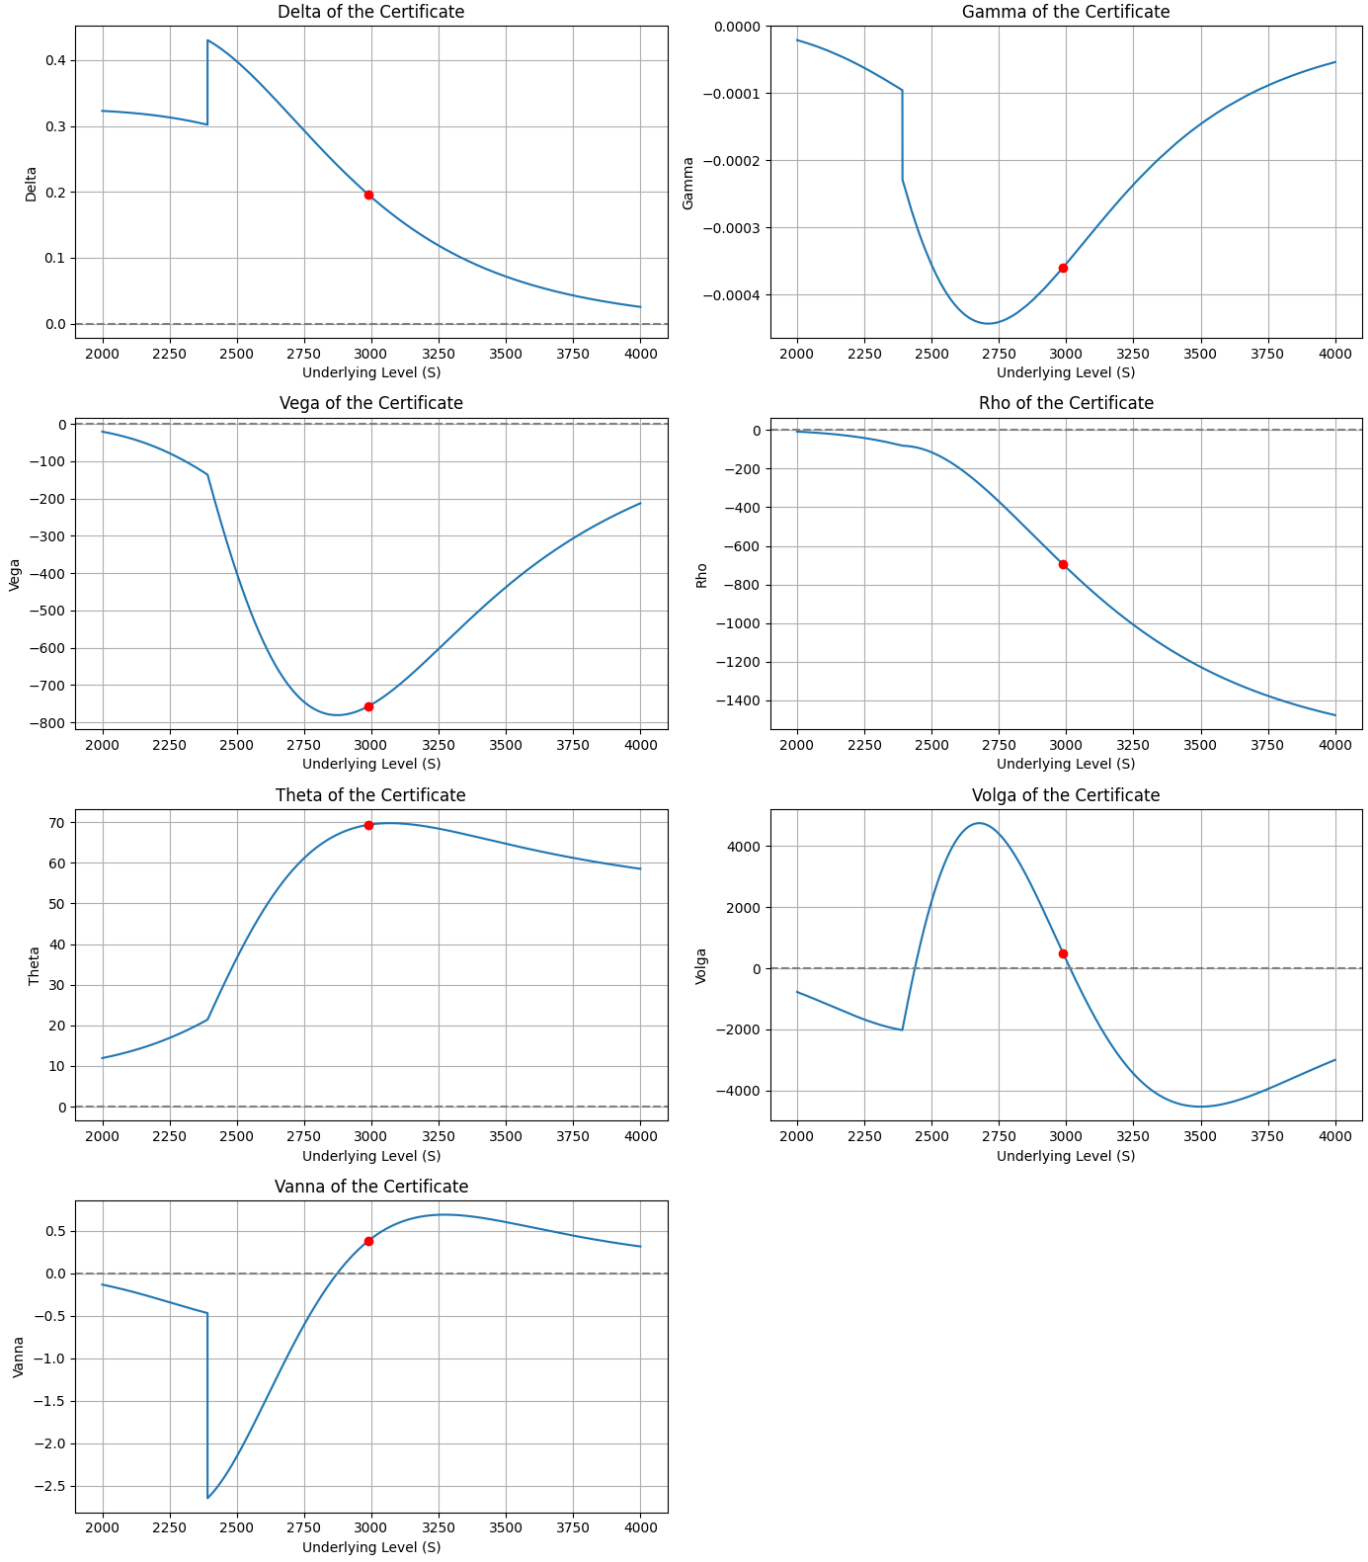 Delta of the Certificate
0.4
0.3
0.2
0.1
0.0
Delta
2000 2250 2500 2750 3000 3250 3500 3750 4000
Underlying Level (S)
Gamma of the Certificate
0.0000
−0.0001
−0.0002
−0.0003
−0.0004
Gamma
2000 2250 2500 2750 3000 3250 3500 3750 4000
Underlying Level (S)
Vega of the Certificate
0
−100
−200
−300
−400
−500
−600
−700
−800
Vega
2000 2250 2500 2750 3000 3250 3500 3750 4000
Underlying Level (S)
Rho of the Certificate
0
−200
−400
−600
−800
−1000
−1200
−1400
Rho
2000 2250 2500 2750 3000 3250 3500 3750 4000
Underlying Level (S)
Theta of the Certificate
70
60
50
40
30
20
10
0
Theta
2000 2250 2500 2750 3000 3250 3500 3750 4000
Underlying Level (S)
Volga of the Certificate
4000
2000
0
−2000
−4000
Volga
2000 2250 2500 2750 3000 3250 3500 3750 4000
Underlying Level (S)
Vanna of the Certificate
0.5
0.0
−0.5
−1.0
−1.5
−2.0
−2.5
Vanna
2000 2250 2500 2750 3000 3250 3500 3750 4000
Underlying Level (S)